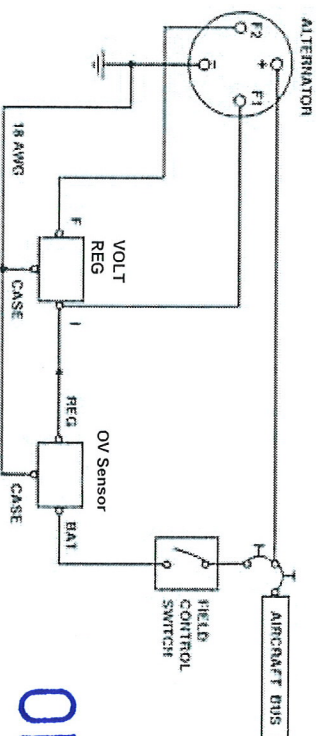 ALTERNATOR
F2
+
-
F1
18 AWG
F
VOLT
REG
I
CASE
REG
OV Sensor
CASE
BAT
FIELD
CONTROL
SWITCH
AIRCRAFT BUS